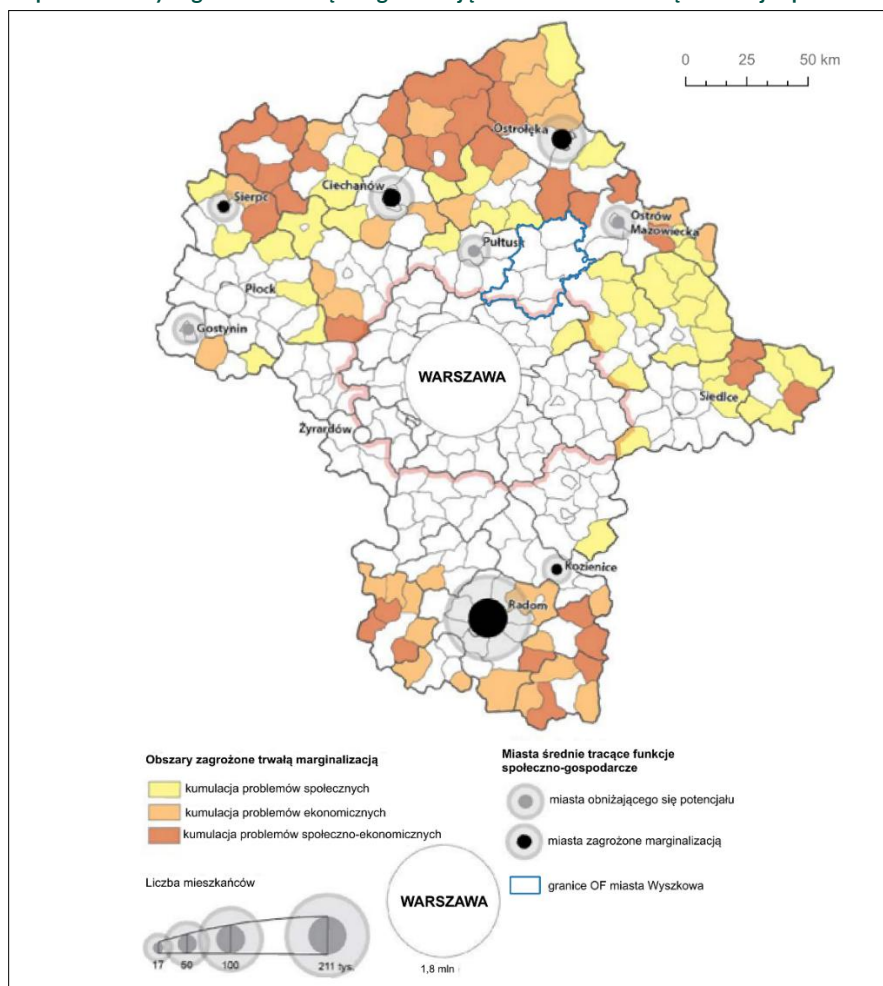 0 25 50 km
Ostrołęka
Ciechanów
Sierpc
Ostrów
Mazowiecka
Pułtusk
Płock
Gostynin
WARSZAWA
Siedlce
Żyrardów
Kozienice
Radom
Obszary zagrożone trwałą marginalizacją
kumulacja problemów społecznych
kumulacja problemów ekonomicznych
kumulacja problemów społeczno-ekonomicznych
Liczba mieszkańców
17 50 100 211 tys.
WARSZAWA
1,8 mln
Miasta średnie tracące funkcje
społeczno-gospodarcze
miasta obniżającego się potencjału
miasta zagrożone marginalizacją
granice OF miasta Wyszkowa